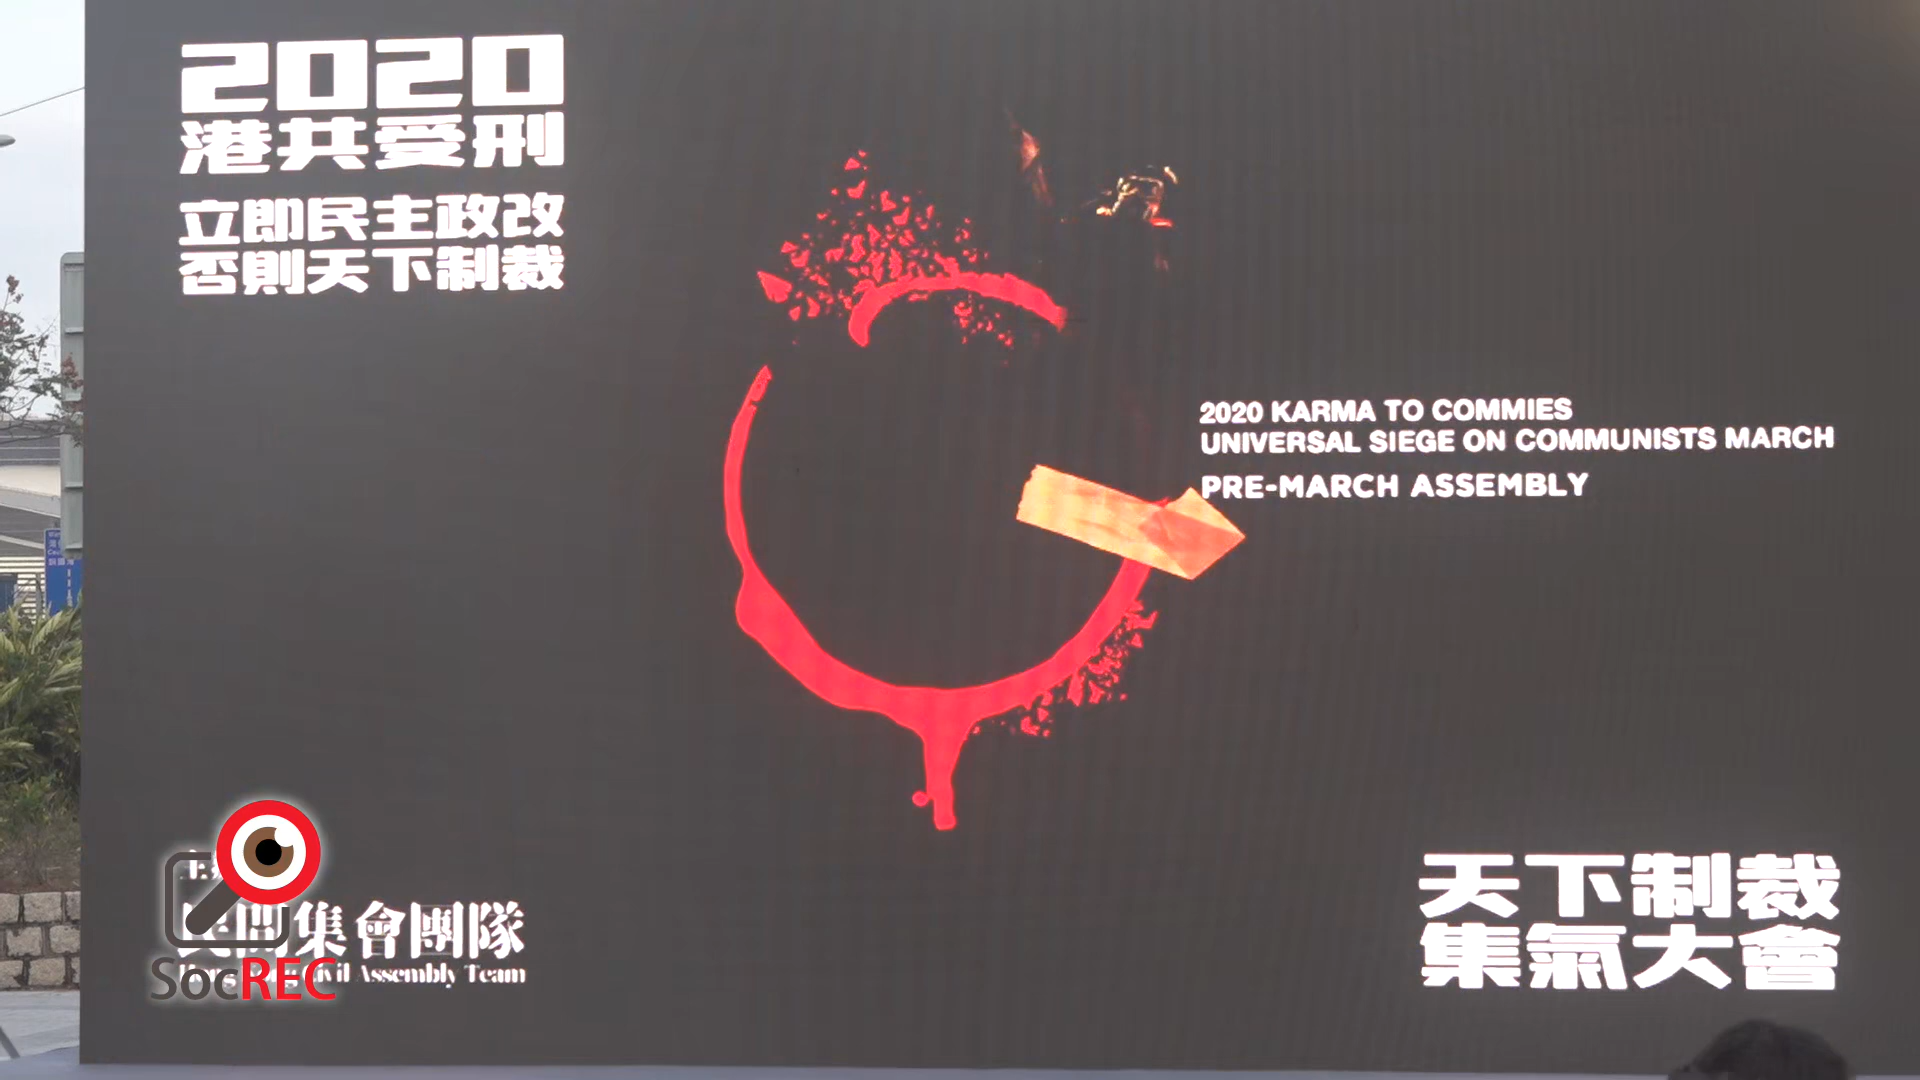 2020
港共受刑
立即民主政改
否則天下制裁
2020 KARMA TO COMMIES
UNIVERSAL SIEGE ON COMMUNISTS MARCH
PRE-MARCH ASSEMBLY
天下制裁
集氣大會
民間集會團隊
Civil Assembly Team
SocREC